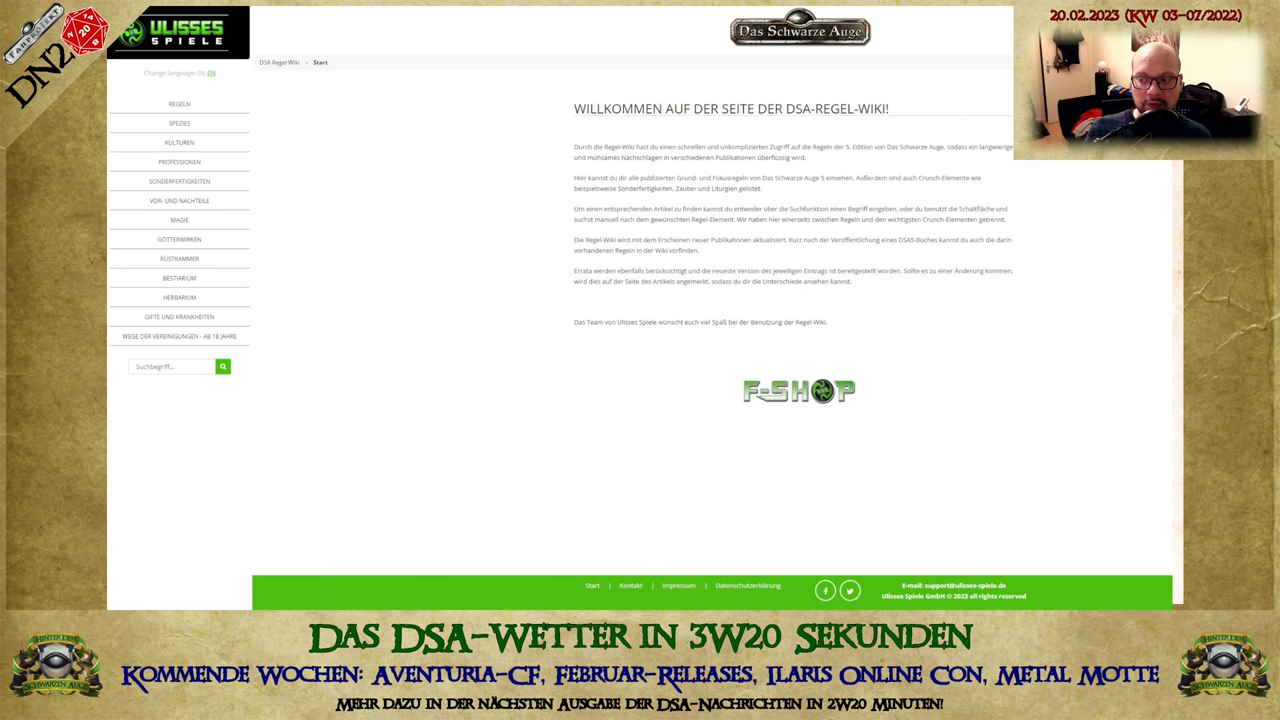 FANPROJEKT
DN2
20
14
ULISSES
SPIELE
Das Schwarze Auge
20.02.2023 (KW 03-07/2022)
Change language: DE EN
DSA Regel Wiki › Start
REGELN
SPEZIES
KULTUREN
PROFESSIONEN
SONDERFERTIGKEITEN
VOR- UND NACHTEILE
MAGIE
GÖTTERWIRKEN
RÜSTKAMMER
BESTIARIUM
HERBARIUM
GIFTE UND KRANKHEITEN
WEGE DER VEREINIGUNGEN - AB 18 JAHRE
Suchbegriff...
WILLKOMMEN AUF DER SEITE DER DSA-REGEL-WIKI!
Durch die Regel-Wiki hast du einen schnellen und unkomplizierten Zugriff auf die Regeln der 5. Edition von Das Schwarze Auge, sodass ein langwieriges
und mühsames Nachschlagen in verschiedenen Publikationen überflüssig wird.
Hier kannst du dir alle publizierten Grund- und Fokusregeln von Das Schwarze Auge 5 einsehen. Außerdem sind auch Crunch-Elemente wie
beispielsweise Sonderfertigkeiten, Zauber und Liturgien gelistet.
Um einen entsprechenden Artikel zu finden kannst du entweder über die Suchfunktion einen Begriff eingeben, oder du benutzt die Schaltfläche und
suchst manuell nach dem gewünschten Regel-Element. Wir haben hier einerseits zwischen Regeln und den wichtigsten Crunch-Elementen getrennt.
Die Regel-Wiki wird mit dem Erscheinen neuer Publikationen aktualisiert. Kurz nach der Veröffentlichung eines DSA5-Buches kannst du auch die darin
vorhandenen Regeln in der Wiki vorfinden.
Errata werden ebenfalls berücksichtigt und die neueste Version des jeweiligen Eintrags ist bereitgestellt worden. Sollte es zu einer Änderung kommen,
wird dies auf der Seite des Artikels angemerkt, sodass du dir die Unterschiede ansehen kannst.
Das Team von Ulisses Spiele wünscht euch viel Spaß bei der Benutzung der Regel-Wiki.
F-SHOP
Start | Kontakt | Impressum | Datenschutzerklärung
E-mail: support@ulisses-spiele.de
Ulisses Spiele GmbH © 2023 all rights reserved
Das DSA-Wetter in 3W20 Sekunden
Kommende Wochen: Aventuria-CF, Februar-Releases, Ilaris Online Con, Metal Motte
Mehr dazu in der nächsten Ausgabe der DSA-Nachrichten in 2W20 Minuten!
HINTER DEM
SCHWARZEN AUGE
HINTER DEM
SCHWARZEN AUGE